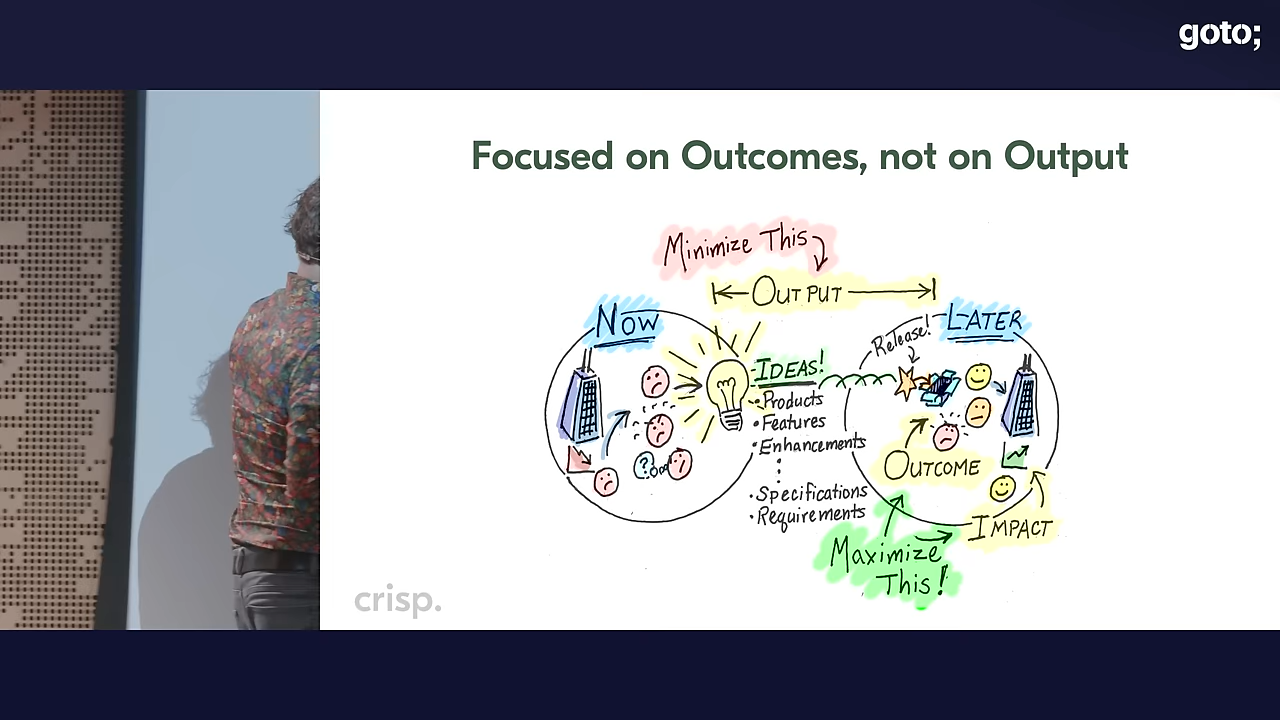 goto;
Focused on Outcomes, not on Output
Minimize This
OUTPUT
NOW
LATER
Release!
IDEAS!
• Products
• Features
• Enhancements
• Specifications
• Requirements
?
OUTCOME
IMPACT
Maximize
This!
crisp.